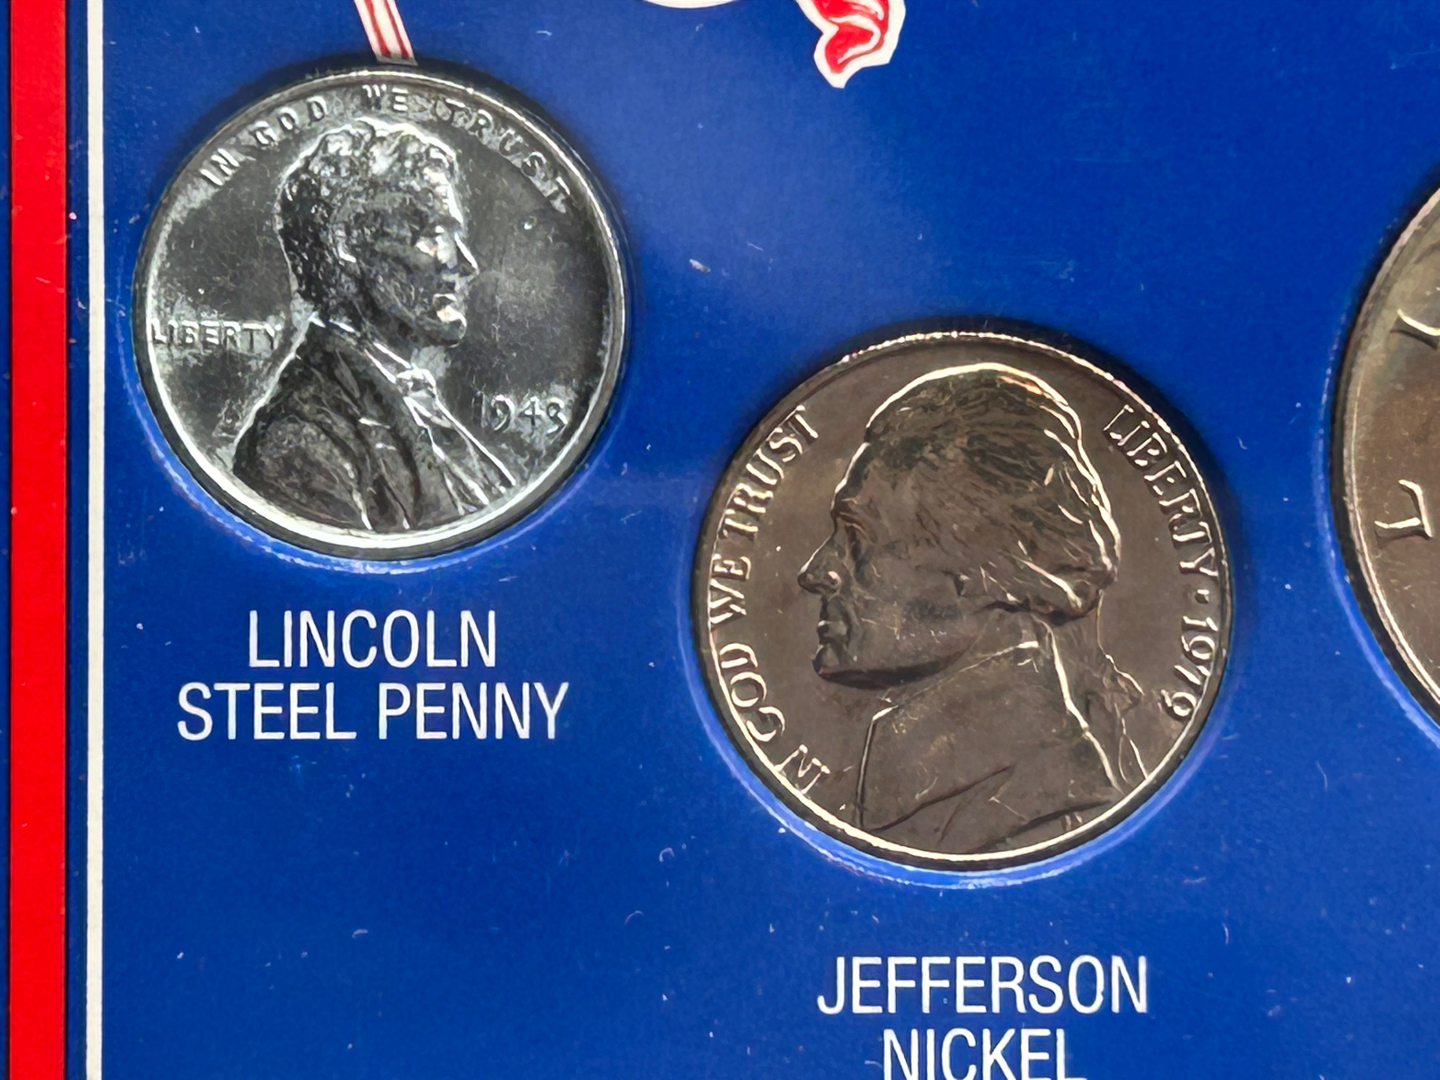 IN GOD WE TRUST
LIBERTY
1943
LINCOLN
STEEL PENNY
IN GOD WE TRUST
LIBERTY • 1979
JEFFERSON
NICKEL
L